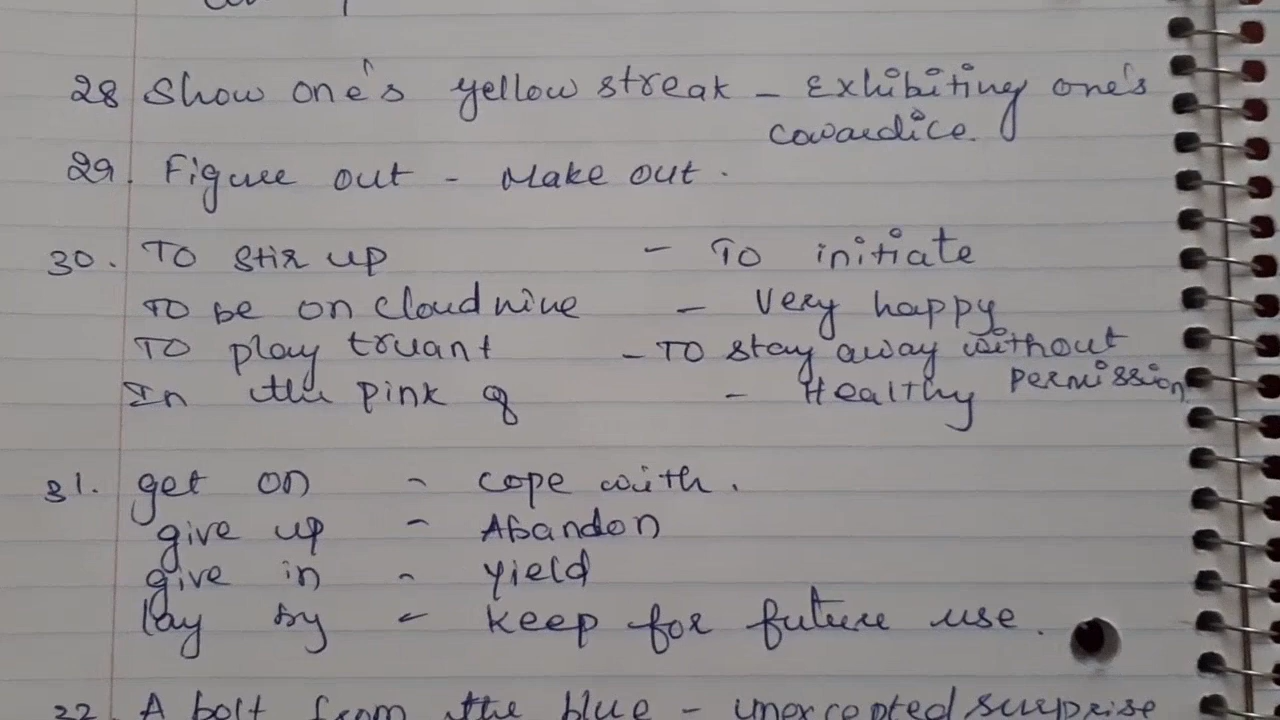 28 Show one's yellow streak - Exhibiting one's
cowardice.
29. Figure out - Make out.
30. To stir up - To initiate
To be on cloud nine - Very happy
To play truant - To stay away without
permission
In the pink of - Healthy
31. get on - cope with.
give up - Abandon
give in - yield
lay by - keep for future use.
A bolt from the blue - unexcepted surprise